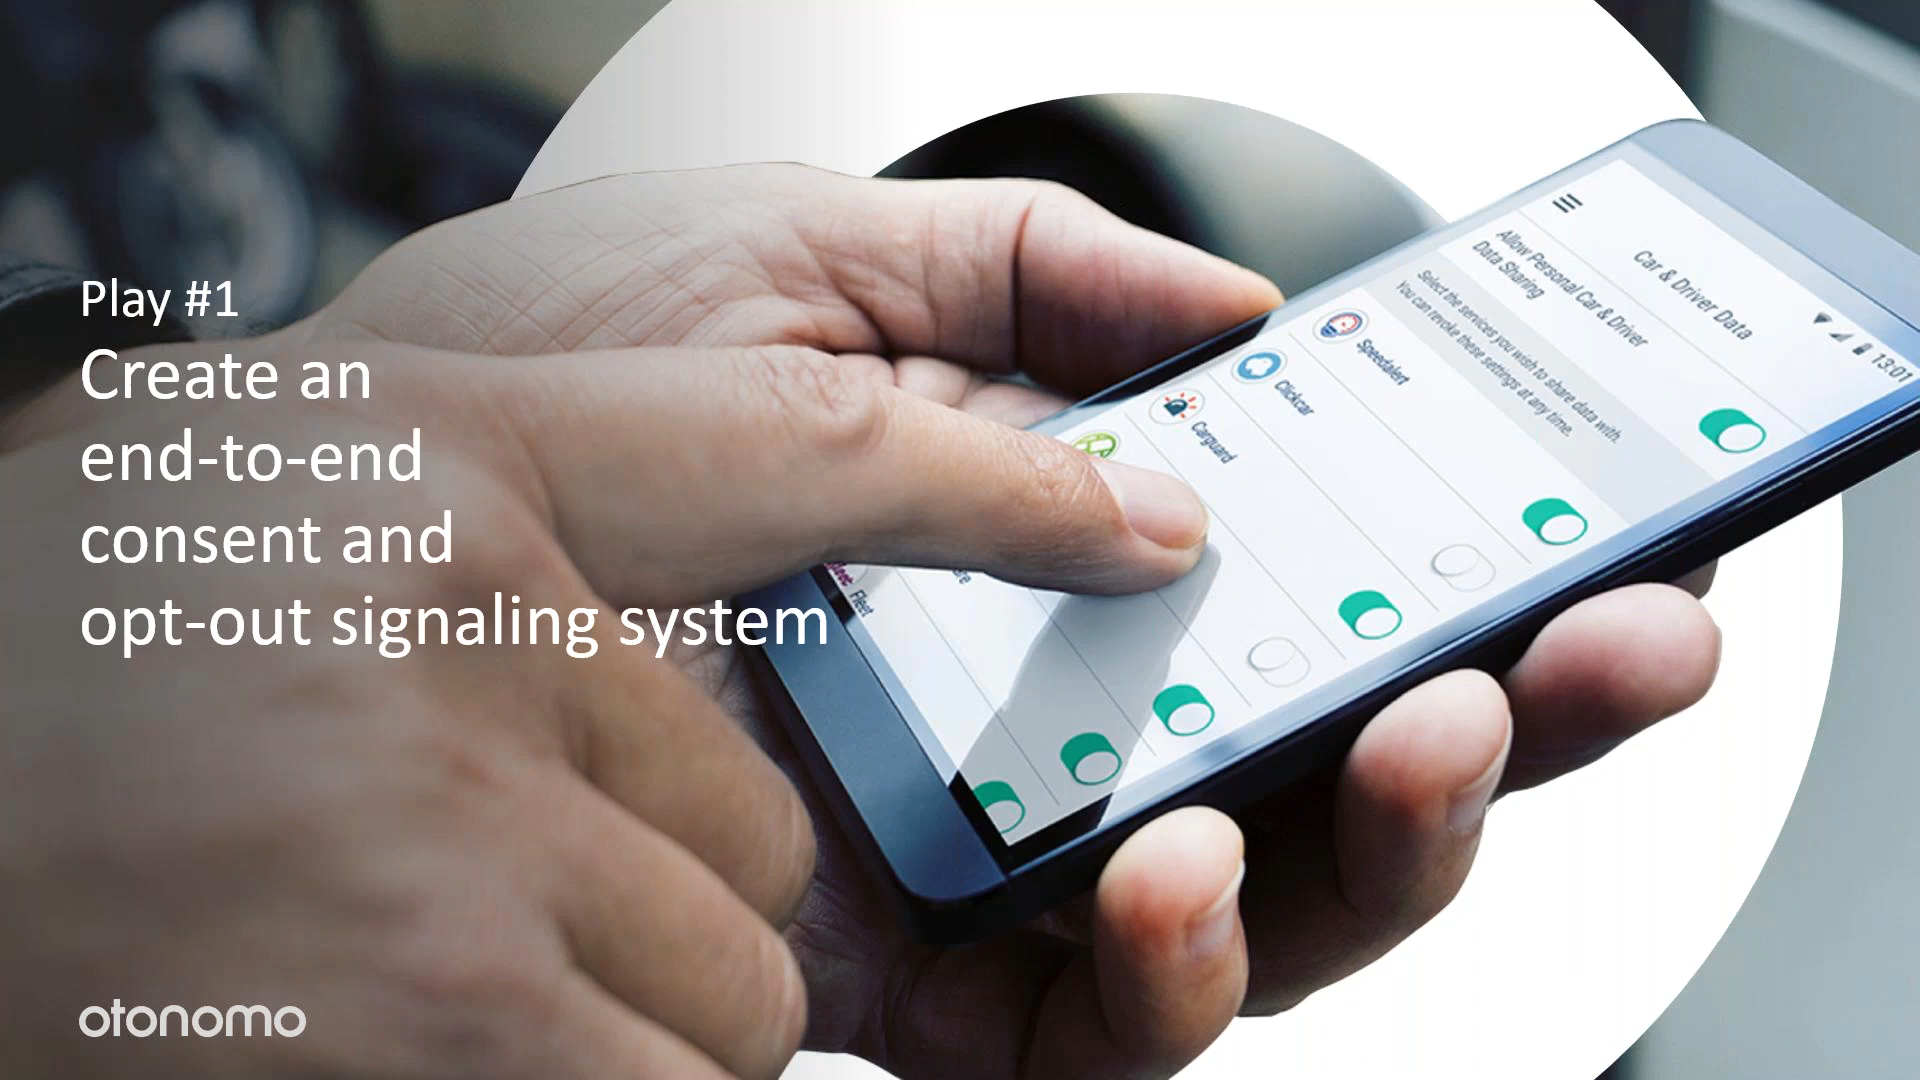 Play #1
Create an
end-to-end
consent and
opt-out signaling system
otonomo
13:01
Car & Driver Data
Allow Personal Car & Driver
Data Sharing
Select the services you wish to share data with.
You can revoke these settings at any time.
Speedalert
Clickcar
Carguard
Fleet